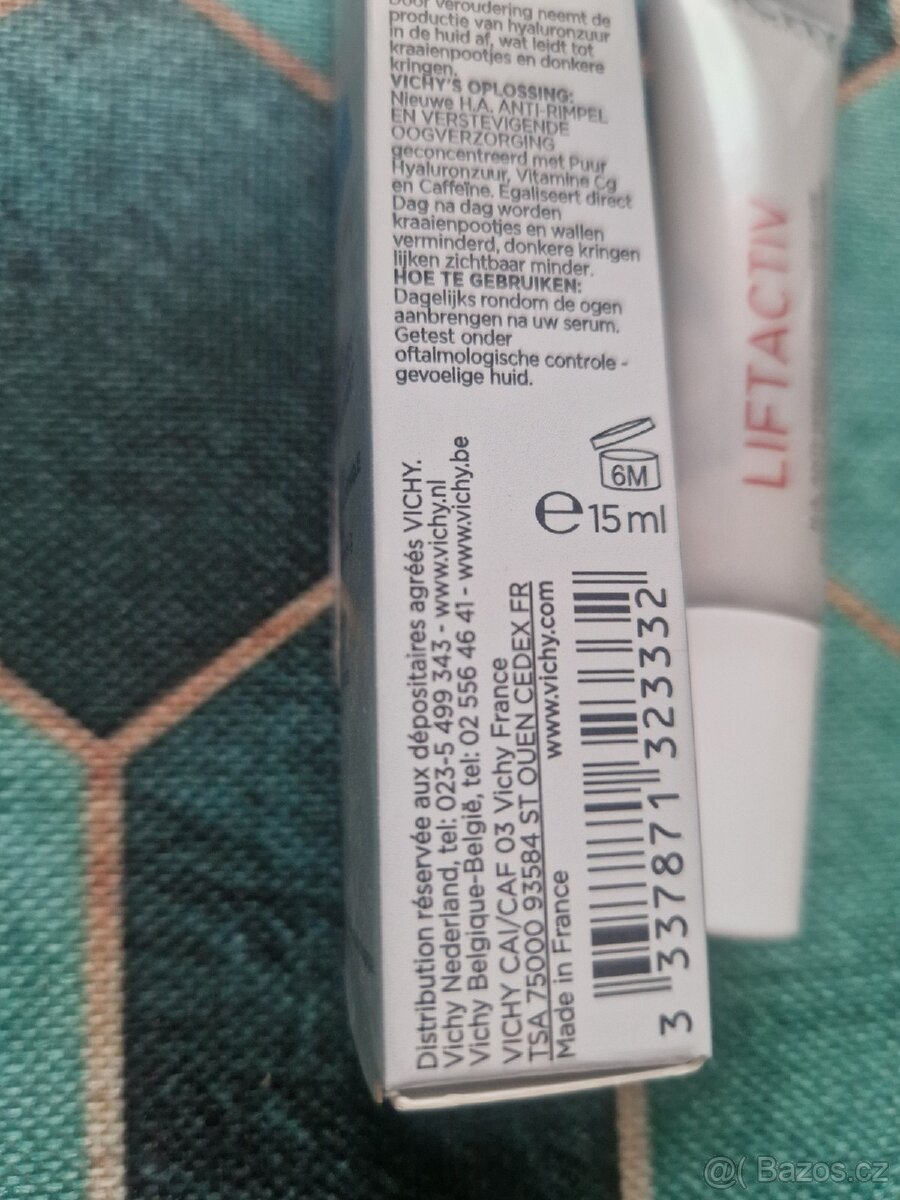 Door veroudering neemt de
productie van hyaluronzuur
in de huid af, wat leidt tot
kraaienpootjes en donkere
kringen.
VICHY'S OPLOSSING:
Nieuwe H.A. ANTI-RIMPEL
EN VERSTEVIGENDE
OOGVERZORGING
geconcentreerd met Puur
Hyaluronzuur, Vitamine Cg
en Caffeïne. Egaliseert direct
Dag na dag worden
kraaienpootjes en wallen
verminderd, donkere kringen
lijken zichtbaar minder.
HOE TE GEBRUIKEN:
Dagelijks rondom de ogen
aanbrengen na uw serum.
Getest onder
oftalmologische controle -
gevoelige huid.
6M
e 15 ml
Distribution réservée aux dépositaires agréés VICHY.
Vichy Nederland, tel: 023-5 499 343 - www.vichy.nl
Vichy Belgique-België, tel: 02 556 46 41 - www.vichy.be
VICHY CAI/CAF 03 Vichy France
TSA 75000 93584 ST OUEN CEDEX FR
www.vichy.com
Made in France
3 337871 323332
LIFTACTIV
@( Bazos.cz